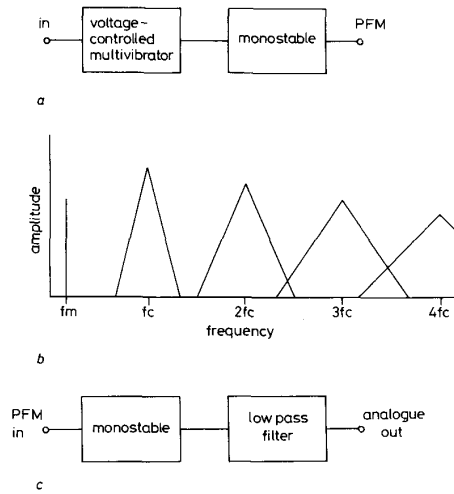 in
PFM
voltage-
controlled
multivibrator
monostable
a
amplitude
fm
fc
2fc
3fc
4fc
frequency
b
PFM
in
monostable
low pass
filter
analogue
out
c